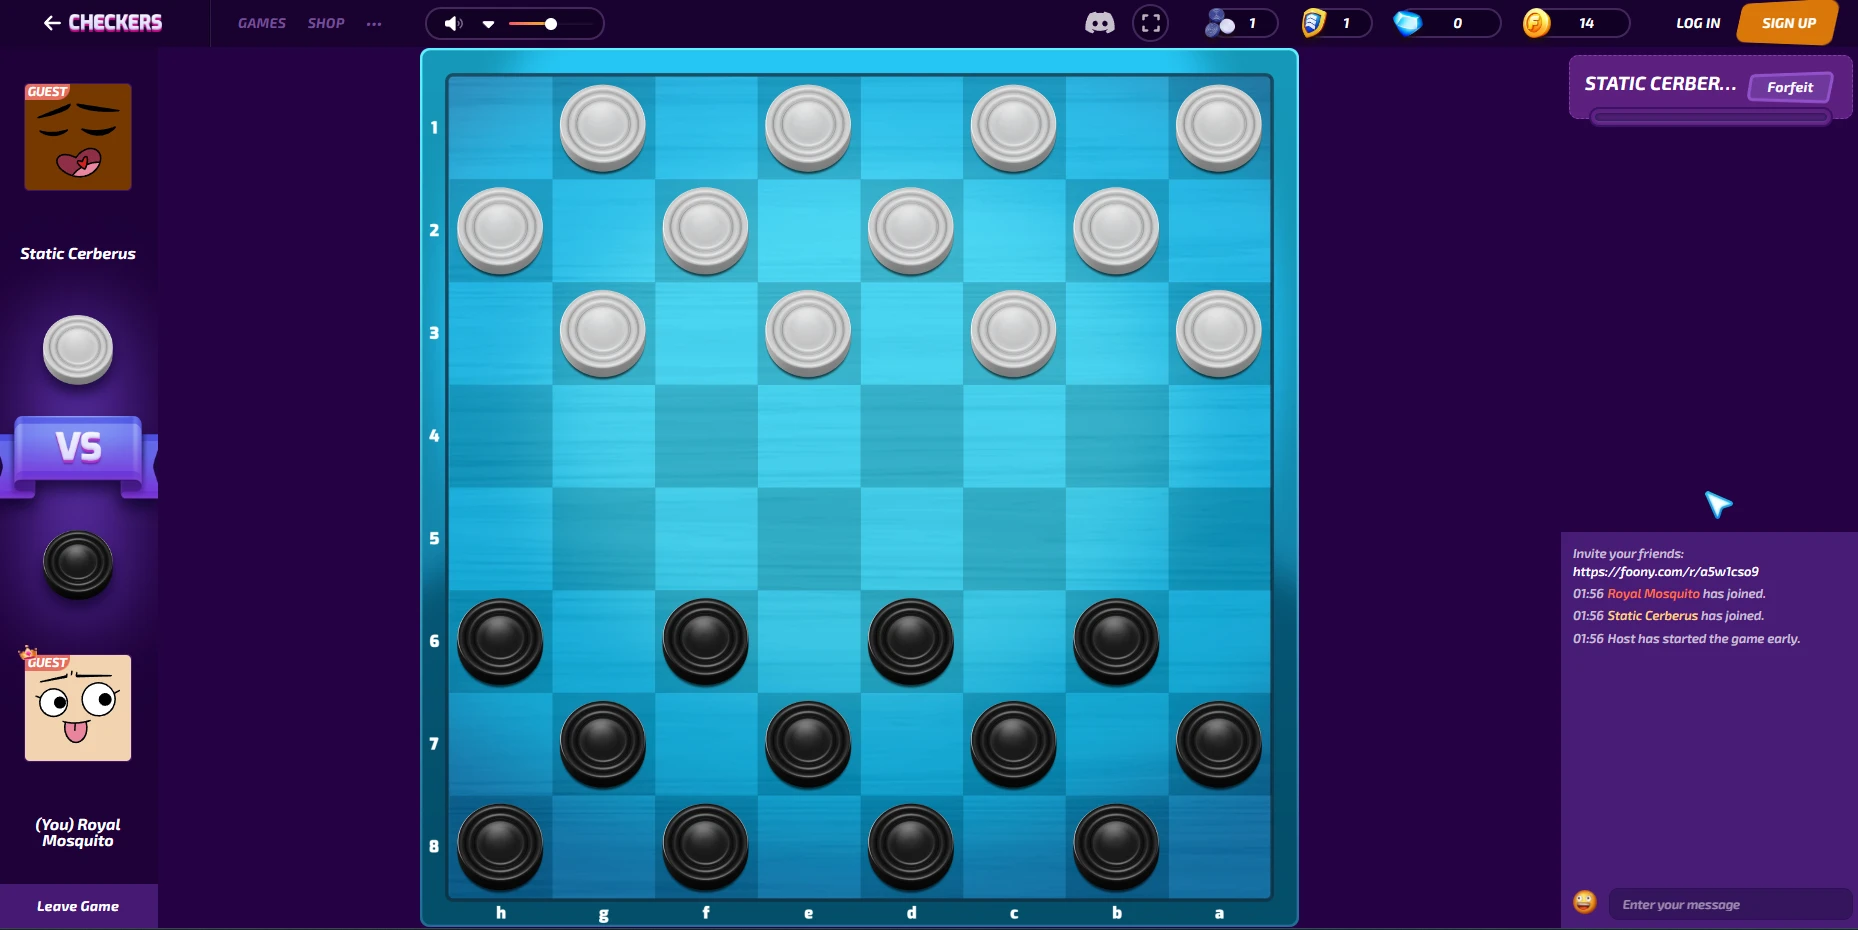 CHECKERS
GAMES SHOP ...
1 1 0 14 LOG IN SIGN UP
GUEST
Static Cerberus
VS
GUEST
(You) Royal
Mosquito
Leave Game
1
2
3
4
5
6
7
8
h g f e d c b a
STATIC CERBER... Forfeit
Invite your friends:
https://foony.com/r/a5w1cso9
01:56 Royal Mosquito has joined.
01:56 Static Cerberus has joined.
01:56 Host has started the game early.
Enter your message